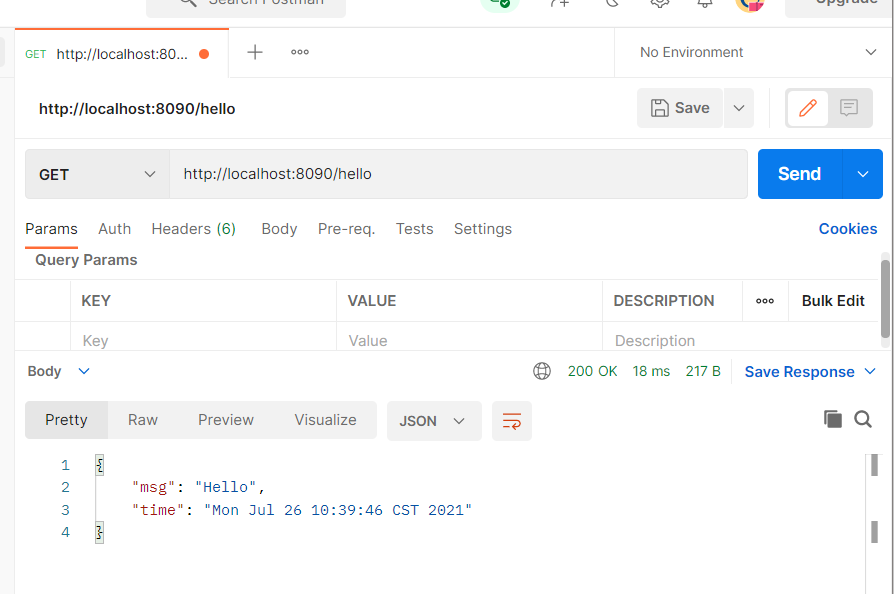 Search Postman
Upgrade
GET http://localhost:80...
No Environment
http://localhost:8090/hello
Save
GET http://localhost:8090/hello Send
Params Auth Headers (6) Body Pre-req. Tests Settings Cookies
Query Params
KEY VALUE DESCRIPTION Bulk Edit
Key Value Description
Body 200 OK 18 ms 217 B Save Response
Pretty Raw Preview Visualize JSON
1 {
2 "msg": "Hello",
3 "time": "Mon Jul 26 10:39:46 CST 2021"
4 }